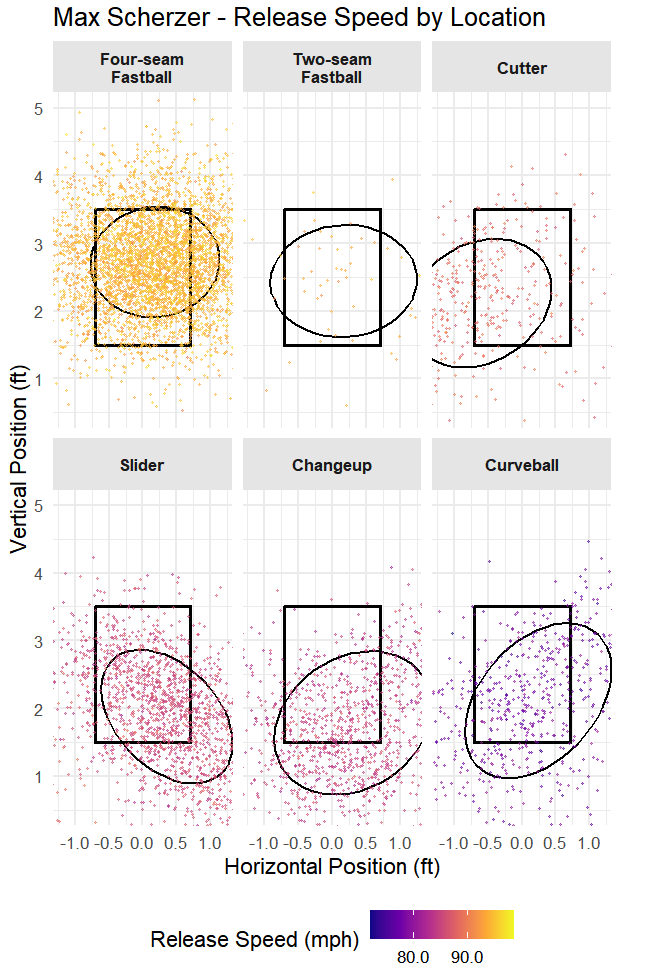 Max Scherzer - Release Speed by Location
Four-seam
Fastball
Two-seam
Fastball
Cutter
5
4
3
2
1
Slider
Changeup
Curveball
5
4
3
2
1
Vertical Position (ft)
-1.0 -0.5 0.0 0.5 1.0
-1.0 -0.5 0.0 0.5 1.0
-1.0 -0.5 0.0 0.5 1.0
Horizontal Position (ft)
Release Speed (mph)
80.0 90.0